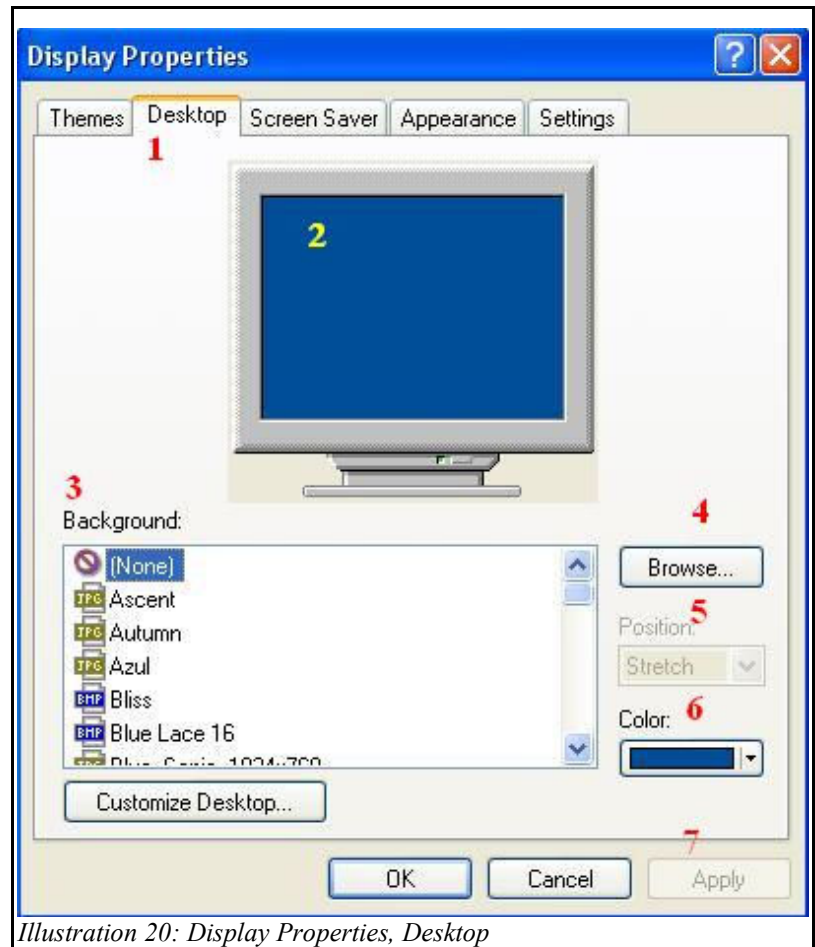 Display Properties
Themes Desktop Screen Saver Appearance Settings
1
2
3
Background:
4
(None)
Browse...
Ascent
5
Autumn
Position:
Azul
Stretch
Bliss
6
Color:
Blue Lace 16
Customize Desktop...
7
OK Cancel Apply
Illustration 20: Display Properties, Desktop